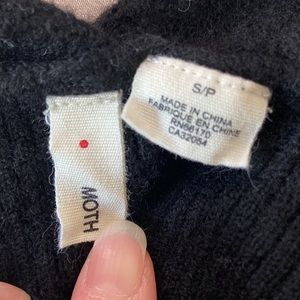 S/P
MADE IN CHINA
FABRIQUE EN CHINE
RN66170
CA32054
MOTH